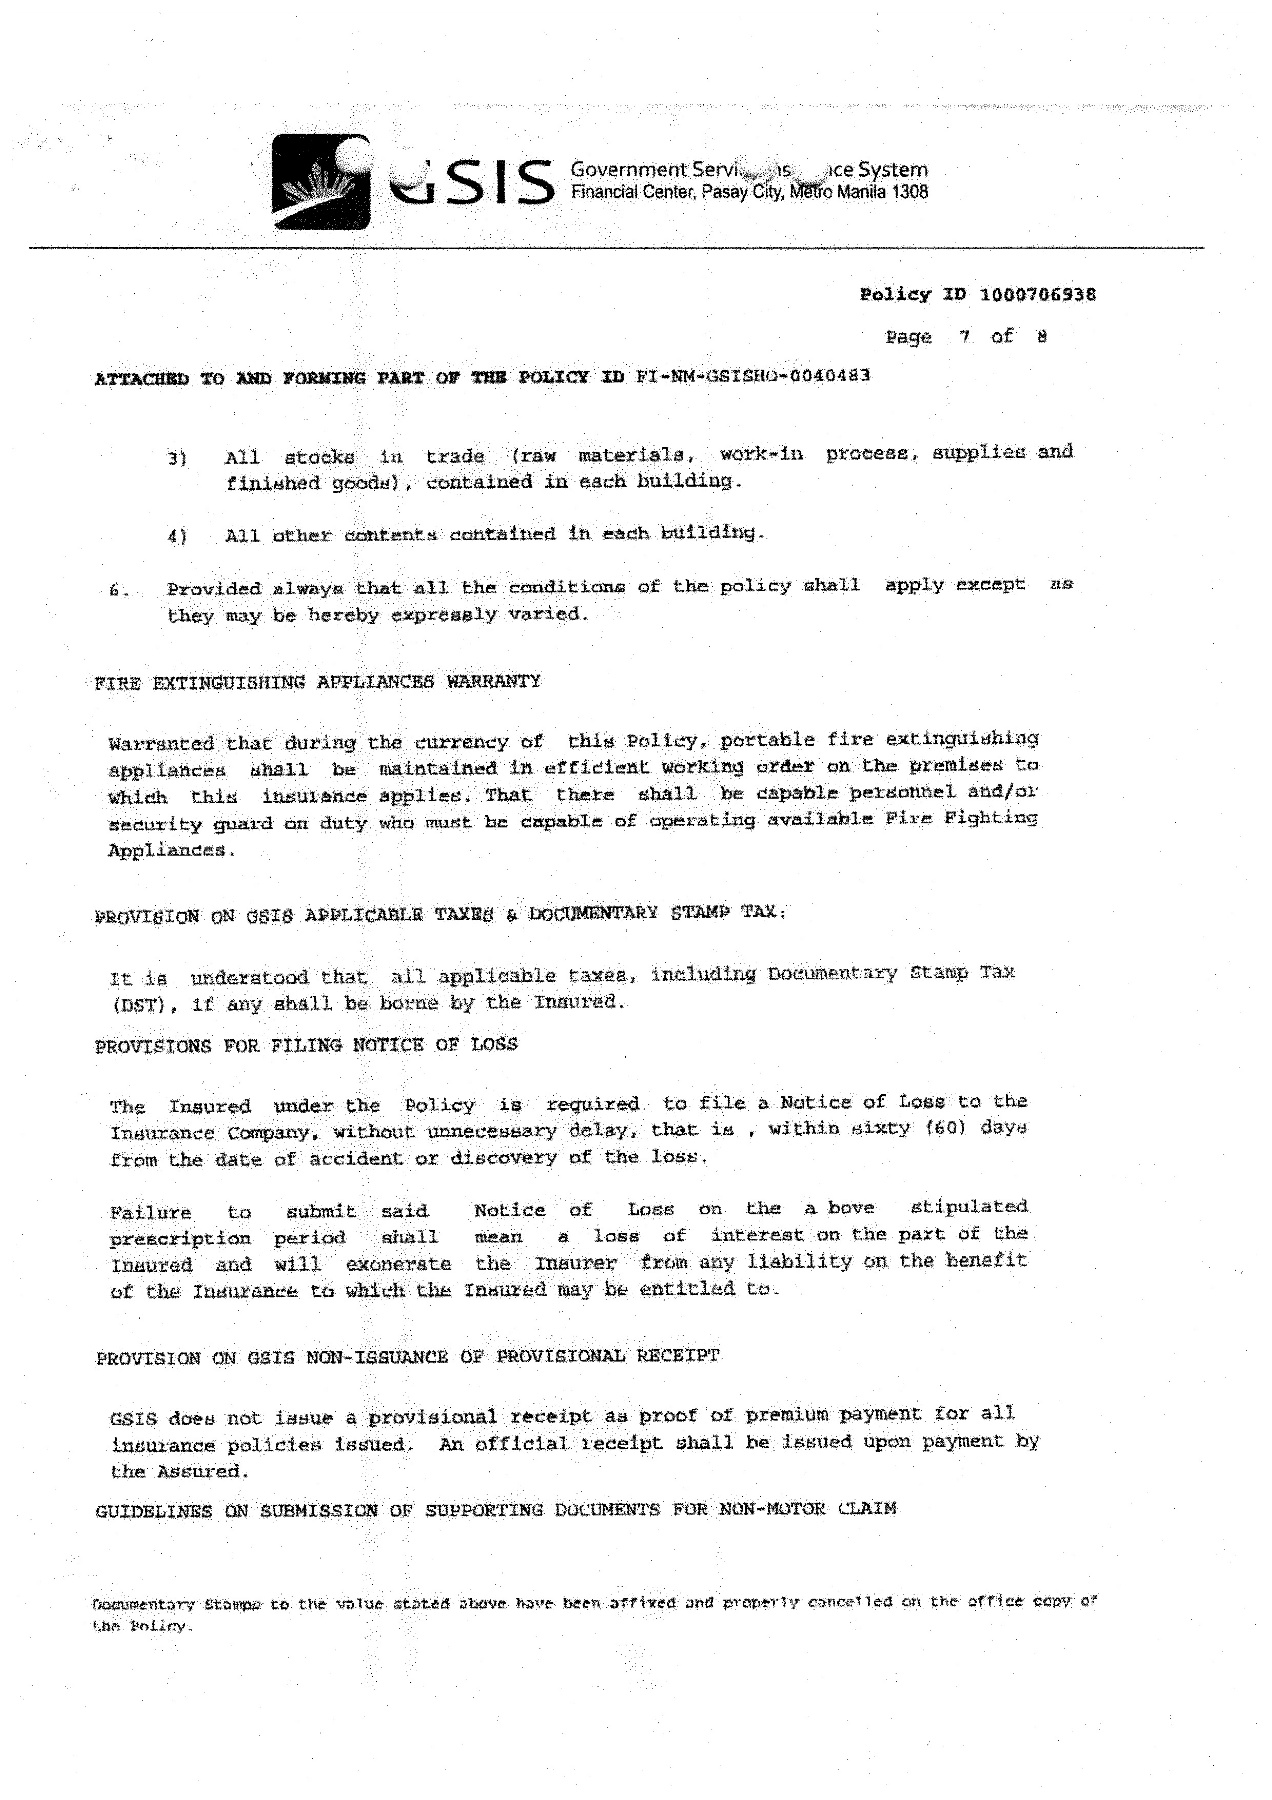 GSIS Government System
Financial Center, Pasay City, Metro Manila 1308
Policy ID 1000706938
Page 7 of 8
ATTACHED TO AND FORMING PART OF THE POLICY ID FI-NM-GSISHO-0040483
3) All stocks in trade (raw materials, work-in process, supplies and
finished goods), contained in each building.
4) All other contents contained in each building.
6. Provided always that all the conditions of the policy shall apply except as
they may be hereby expressly varied.
FIRE EXTINGUISHING APPLIANCES WARRANTY
Warranted that during the currency of this Policy, portable fire extinguishing
appliances shall be maintained in efficient working order on the premises to
which this insurance applies. That there shall be capable personnel and/or
security guard on duty who must be capable of operating available Fire Fighting
Appliances.
PROVISION ON GSIS APPLICABLE TAXES & DOCUMENTARY STAMP TAX:
It is understood that all applicable taxes, including Documentary Stamp Tax
(DST), if any shall be borne by the Insured.
PROVISIONS FOR FILING NOTICE OF LOSS
The Insured under the Policy is required to file a Notice of Loss to the
Insurance Company, without unnecessary delay, that is , within sixty (60) days
from the date of accident or discovery of the loss.
Failure to submit said Notice of Loss on the a bove stipulated
prescription period shall mean a loss of interest on the part of the
Insured and will exonerate the Insurer from any liability on the benefit
of the Insurance to which the Insured may be entitled to.
PROVISION ON GSIS NON-ISSUANCE OF PROVISIONAL RECEIPT
GSIS does not issue a provisional receipt as proof of premium payment for all
insurance policies issued. An official receipt shall be issued upon payment by
the Assured.
GUIDELINES ON SUBMISSION OF SUPPORTING DOCUMENTS FOR NON-MOTOR CLAIM
Documentary Stamps to the value stated above have been affixed and properly cancelled on the office copy of
the Policy.